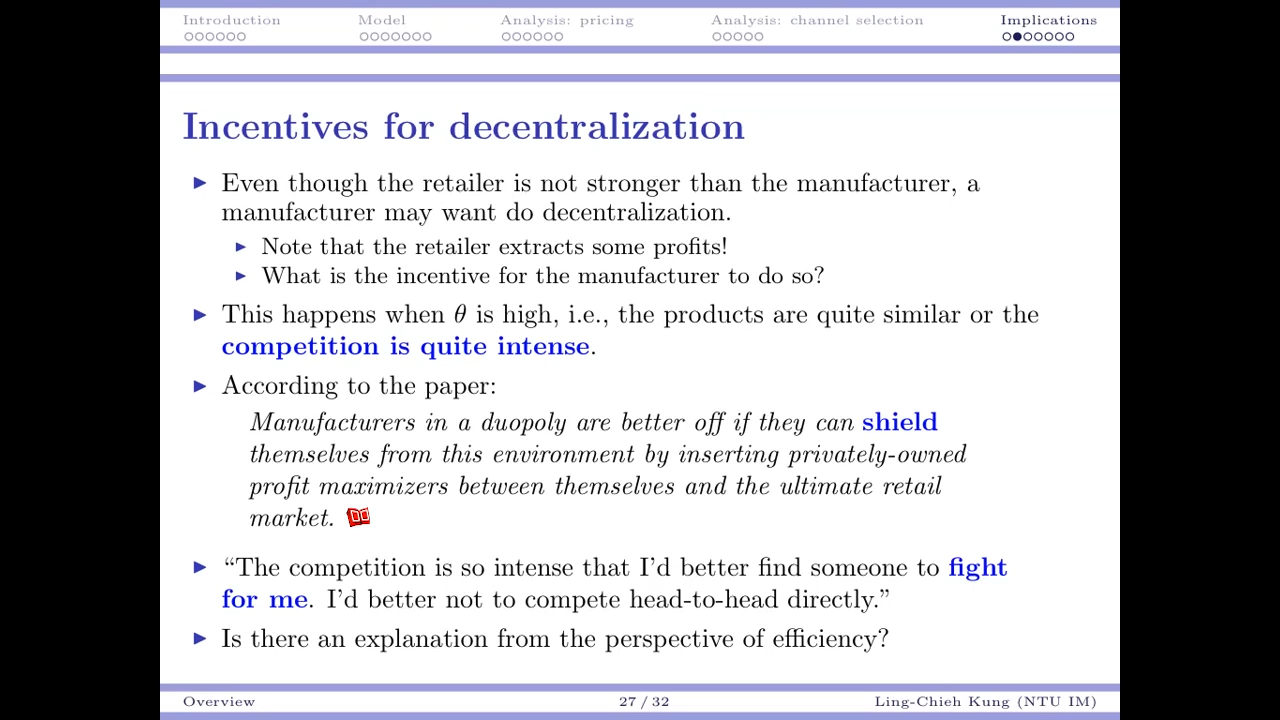 Introduction Model Analysis: pricing Analysis: channel selection Implications
Incentives for decentralization
Even though the retailer is not stronger than the manufacturer, a
manufacturer may want do decentralization.
Note that the retailer extracts some profits!
What is the incentive for the manufacturer to do so?
This happens when θ is high, i.e., the products are quite similar or the
competition is quite intense.
According to the paper:
Manufacturers in a duopoly are better off if they can shield
themselves from this environment by inserting privately-owned
profit maximizers between themselves and the ultimate retail
market.
“The competition is so intense that I’d better find someone to fight
for me. I’d better not to compete head-to-head directly.”
Is there an explanation from the perspective of efficiency?
Overview 27 / 32 Ling-Chieh Kung (NTU IM)